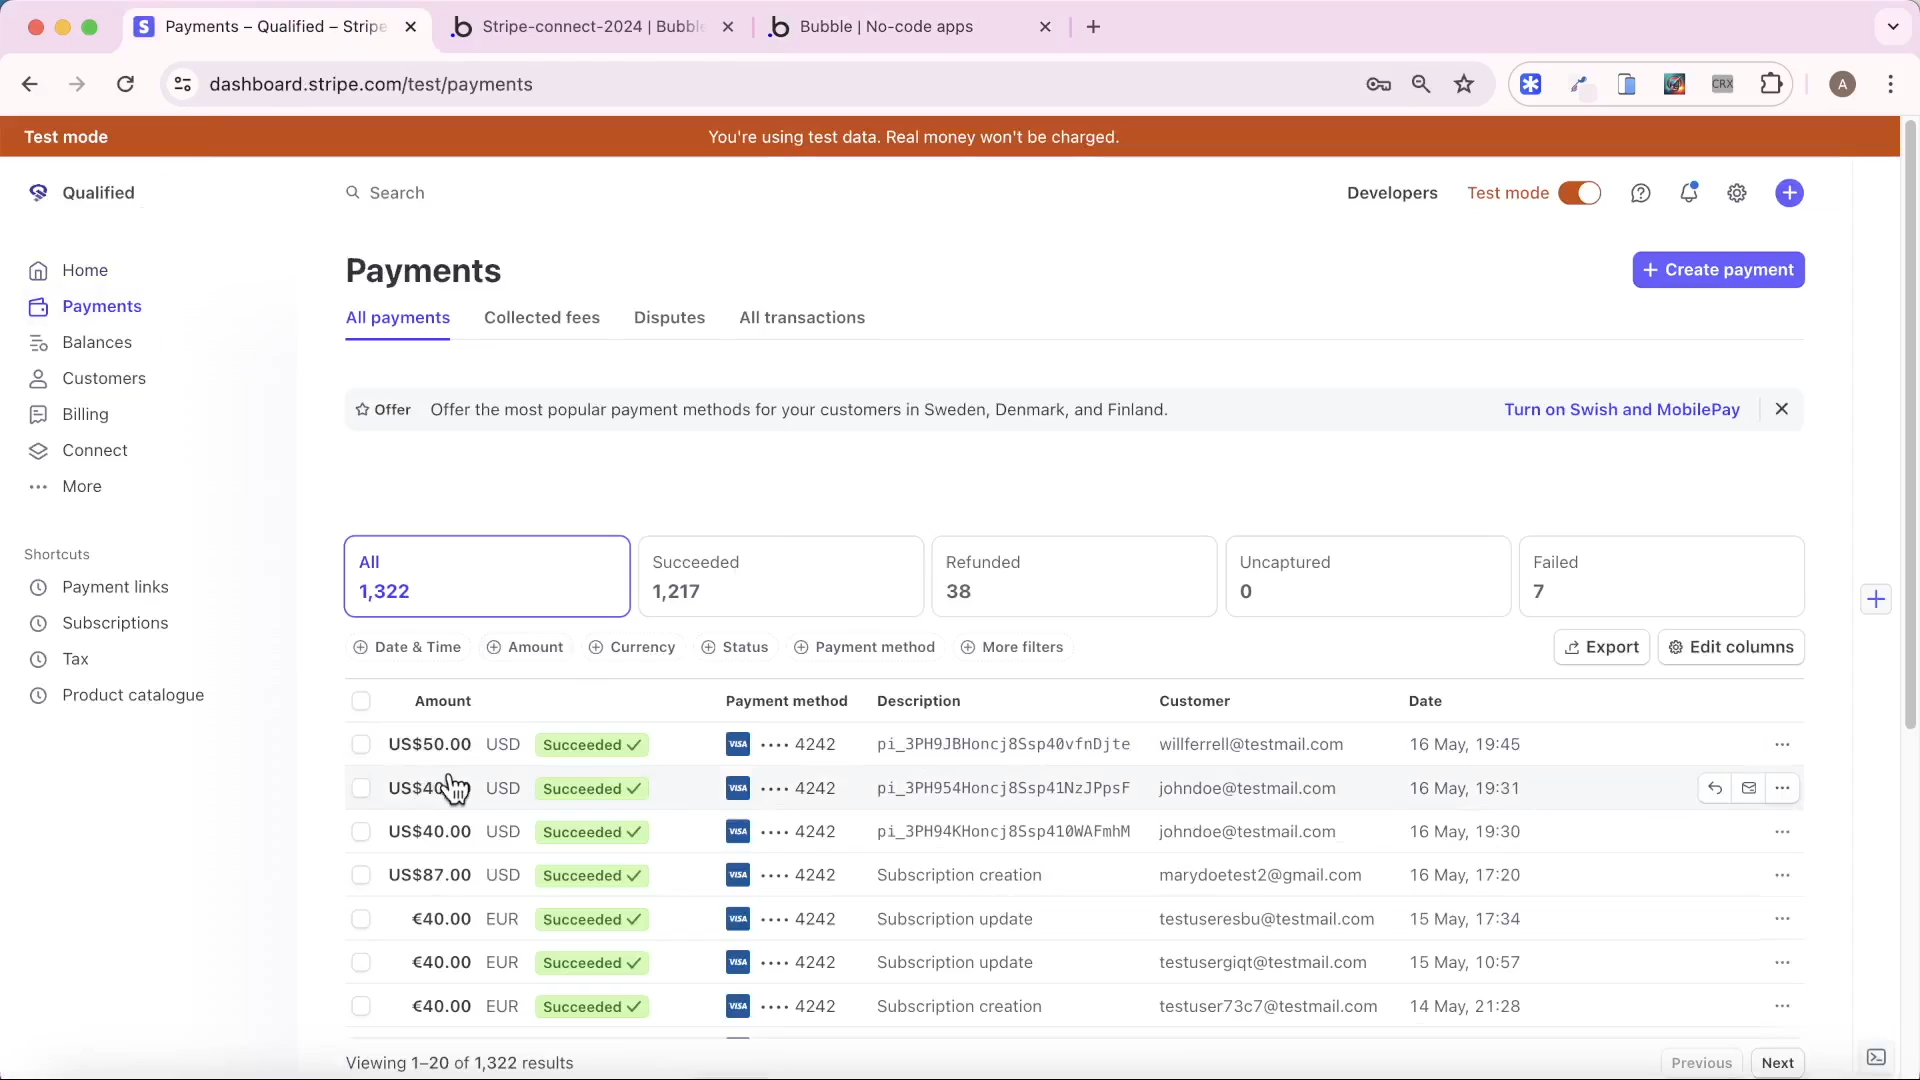 Payments – Qualified – Stripe
Stripe-connect-2024 | Bubble
Bubble | No-code apps
dashboard.stripe.com/test/payments
CRX
A
Test mode
You're using test data. Real money won't be charged.
Qualified
Search
Developers
Test mode
Home
Payments
Balances
Customers
Billing
Connect
More
Shortcuts
Payment links
Subscriptions
Tax
Product catalogue
Payments
Create payment
All payments
Collected fees
Disputes
All transactions
Offer
Offer the most popular payment methods for your customers in Sweden, Denmark, and Finland.
Turn on Swish and MobilePay
All
1,322
Succeeded
1,217
Refunded
38
Uncaptured
0
Failed
7
Date & Time
Amount
Currency
Status
Payment method
More filters
Export
Edit columns
Amount Payment method Description Customer Date
US$50.00 USD Succeeded VISA •••• 4242 pi_3PH9JBHoncj8Ssp40vfnDjte willferrell@testmail.com 16 May, 19:45
US$40 USD Succeeded VISA •••• 4242 pi_3PH954Honcj8Ssp41NzJPpsF johndoe@testmail.com 16 May, 19:31
US$40.00 USD Succeeded VISA •••• 4242 pi_3PH94KHoncj8Ssp410WAFmhM johndoe@testmail.com 16 May, 19:30
US$87.00 USD Succeeded VISA •••• 4242 Subscription creation marydoetest2@gmail.com 16 May, 17:20
€40.00 EUR Succeeded VISA •••• 4242 Subscription update testuseresbu@testmail.com 15 May, 17:34
€40.00 EUR Succeeded VISA •••• 4242 Subscription update testusergiqt@testmail.com 15 May, 10:57
€40.00 EUR Succeeded VISA •••• 4242 Subscription creation testuser73c7@testmail.com 14 May, 21:28
Viewing 1–20 of 1,322 results
Previous
Next